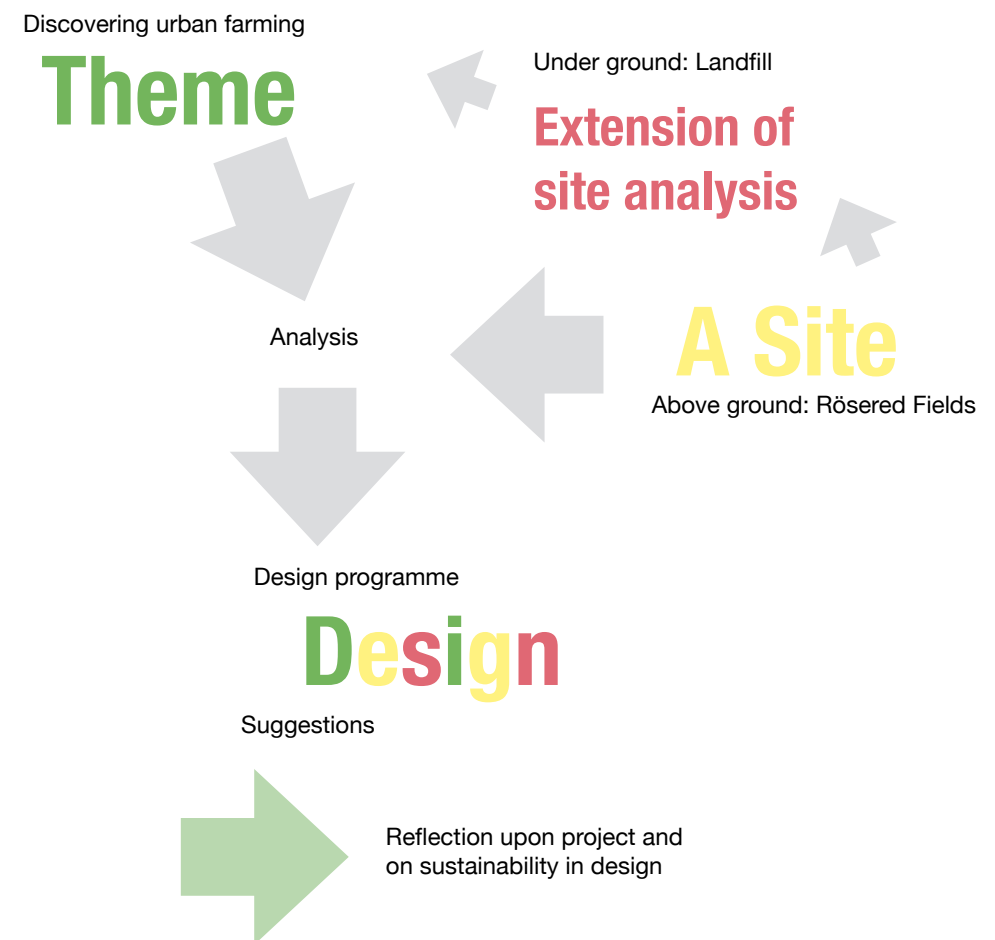 Discovering urban farming
Theme
Under ground: Landfill
Extension of
site analysis
A Site
Above ground: Rösered Fields
Analysis
Design programme
Design
Suggestions
Reflection upon project and
on sustainability in design